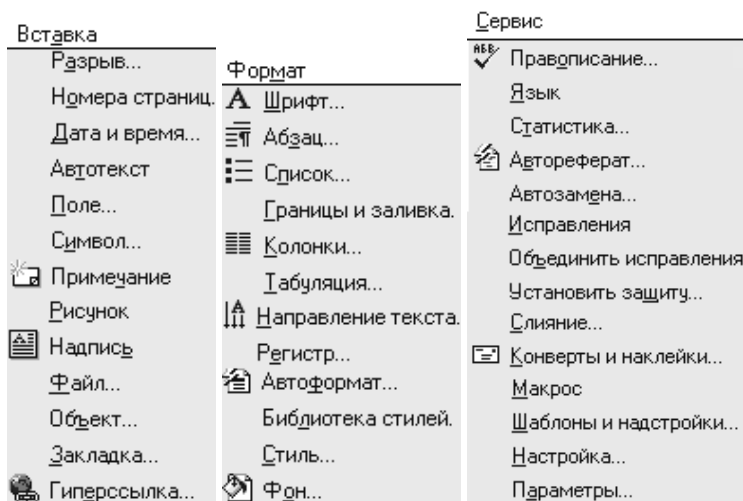 Вставка
Разрыв...
Номера страниц.
Дата и время...
Автотекст
Поле...
Символ...
Примечание
Рисунок
Надпись
Файл...
Объект...
Закладка...
Гиперссылка...
Формат
Шрифт...
Абзац...
Список...
Границы и заливка.
Колонки...
Табуляция...
Направление текста.
Регистр...
Автоформат...
Библиотека стилей.
Стиль...
Фон...
Сервис
Правописание...
Язык
Статистика...
Автореферат...
Автозамена...
Исправления
Объединить исправления
Установить защиту...
Слияние...
Конверты и наклейки...
Макрос
Шаблоны и надстройки...
Настройка...
Параметры...